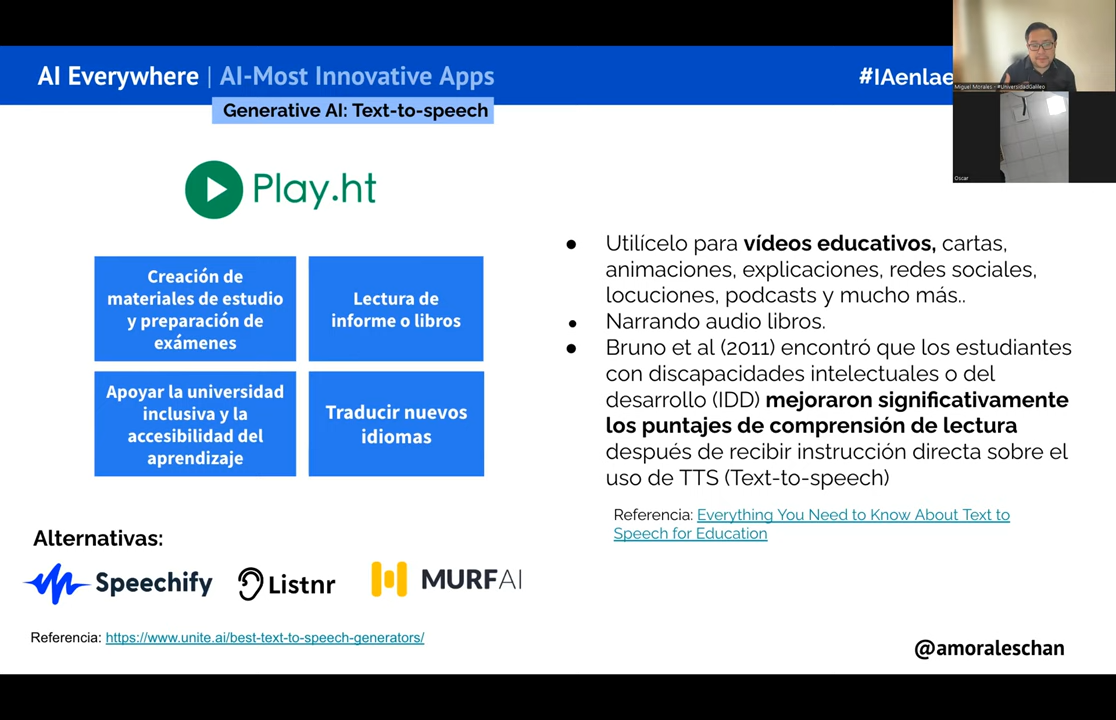 AI Everywhere | AI-Most Innovative Apps
#IAenlae
Generative AI: Text-to-speech
Miguel Morales - #UniversidadGalileo
Oscar
Play.ht
Creación de
materiales de estudio
y preparación de
exámenes
Lectura de
informe o libros
Apoyar la universidad
inclusiva y la
accesibilidad del
aprendizaje
Traducir nuevos
idiomas
● Utilícelo para vídeos educativos, cartas,
animaciones, explicaciones, redes sociales,
locuciones, podcasts y mucho más..
● Narrando audio libros.
● Bruno et al (2011) encontró que los estudiantes
con discapacidades intelectuales o del
desarrollo (IDD) mejoraron significativamente
los puntajes de comprensión de lectura
después de recibir instrucción directa sobre el
uso de TTS (Text-to-speech)
Referencia: Everything You Need to Know About Text to
Speech for Education
Alternativas:
Speechify
Listnr
MURFAI
Referencia: https://www.unite.ai/best-text-to-speech-generators/
@amoraleschan